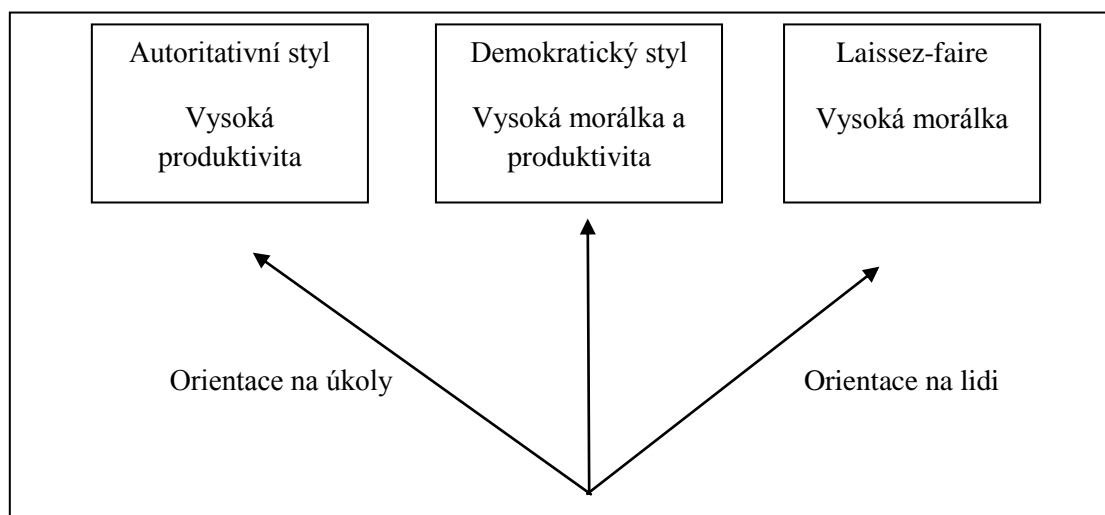 Autoritativní styl
Vysoká
produktivita
Demokratický styl
Vysoká morálka a
produktivita
Laissez-faire
Vysoká morálka
Orientace na úkoly
Orientace na lidi